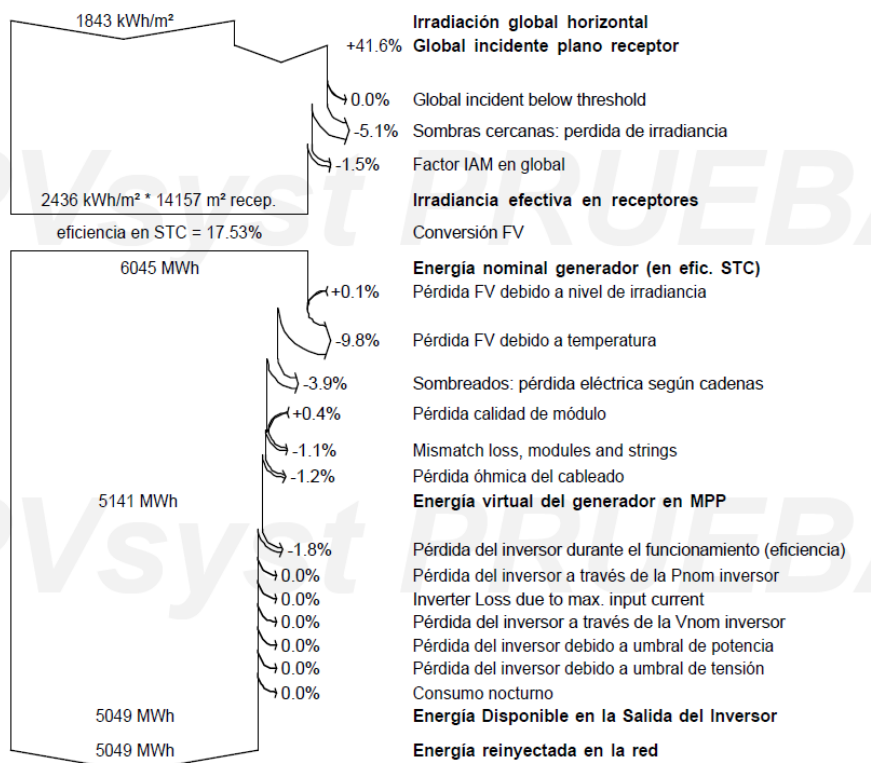 1843 kWh/m² Irradiación global horizontal
+41.6% Global incidente plano receptor
0.0% Global incident below threshold
-5.1% Sombras cercanas: perdida de irradiancia
-1.5% Factor IAM en global
2436 kWh/m² * 14157 m² recep. Irradiancia efectiva en receptores
eficiencia en STC = 17.53% Conversión FV
6045 MWh Energía nominal generador (en efic. STC)
+0.1% Pérdida FV debido a nivel de irradiancia
-9.8% Pérdida FV debido a temperatura
-3.9% Sombreados: pérdida eléctrica según cadenas
+0.4% Pérdida calidad de módulo
-1.1% Mismatch loss, modules and strings
-1.2% Pérdida óhmica del cableado
5141 MWh Energía virtual del generador en MPP
-1.8% Pérdida del inversor durante el funcionamiento (eficiencia)
0.0% Pérdida del inversor a través de la Pnom inversor
0.0% Inverter Loss due to max. input current
0.0% Pérdida del inversor a través de la Vnom inversor
0.0% Pérdida del inversor debido a umbral de potencia
0.0% Pérdida del inversor debido a umbral de tensión
0.0% Consumo nocturno
5049 MWh Energía Disponible en la Salida del Inversor
5049 MWh Energía reinyectada en la red
PVsyst PRUEBA
PVsyst PRUEBA